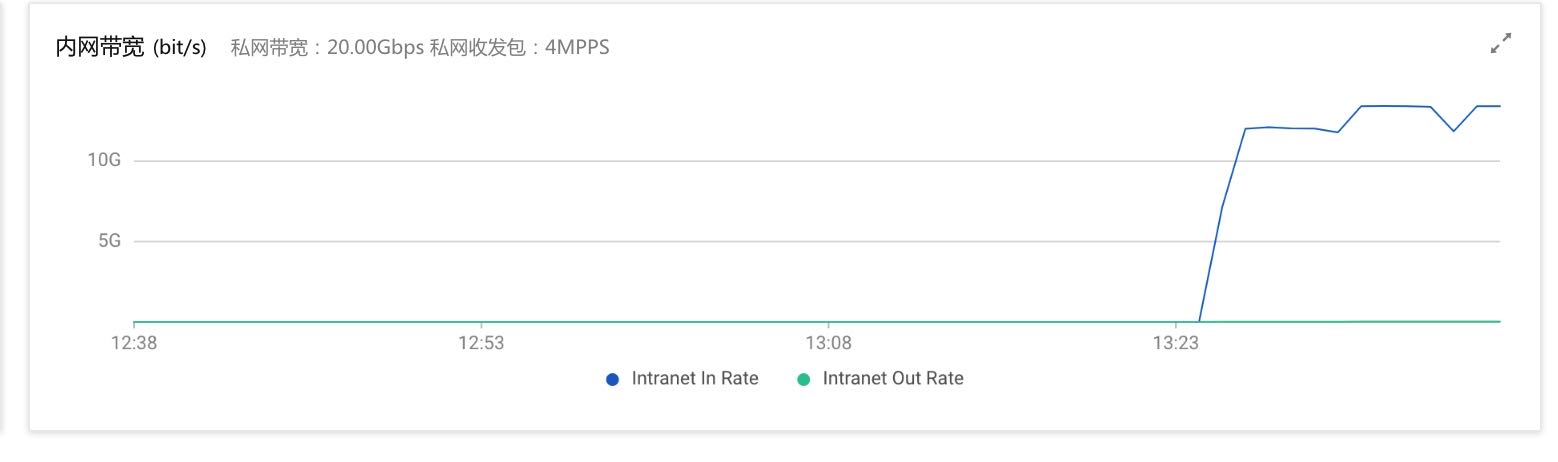 内网带宽 (bit/s) 私网带宽：20.00Gbps 私网收发包：4MPPS
10G
5G
12:38 12:53 13:08 13:23
Intranet In Rate Intranet Out Rate